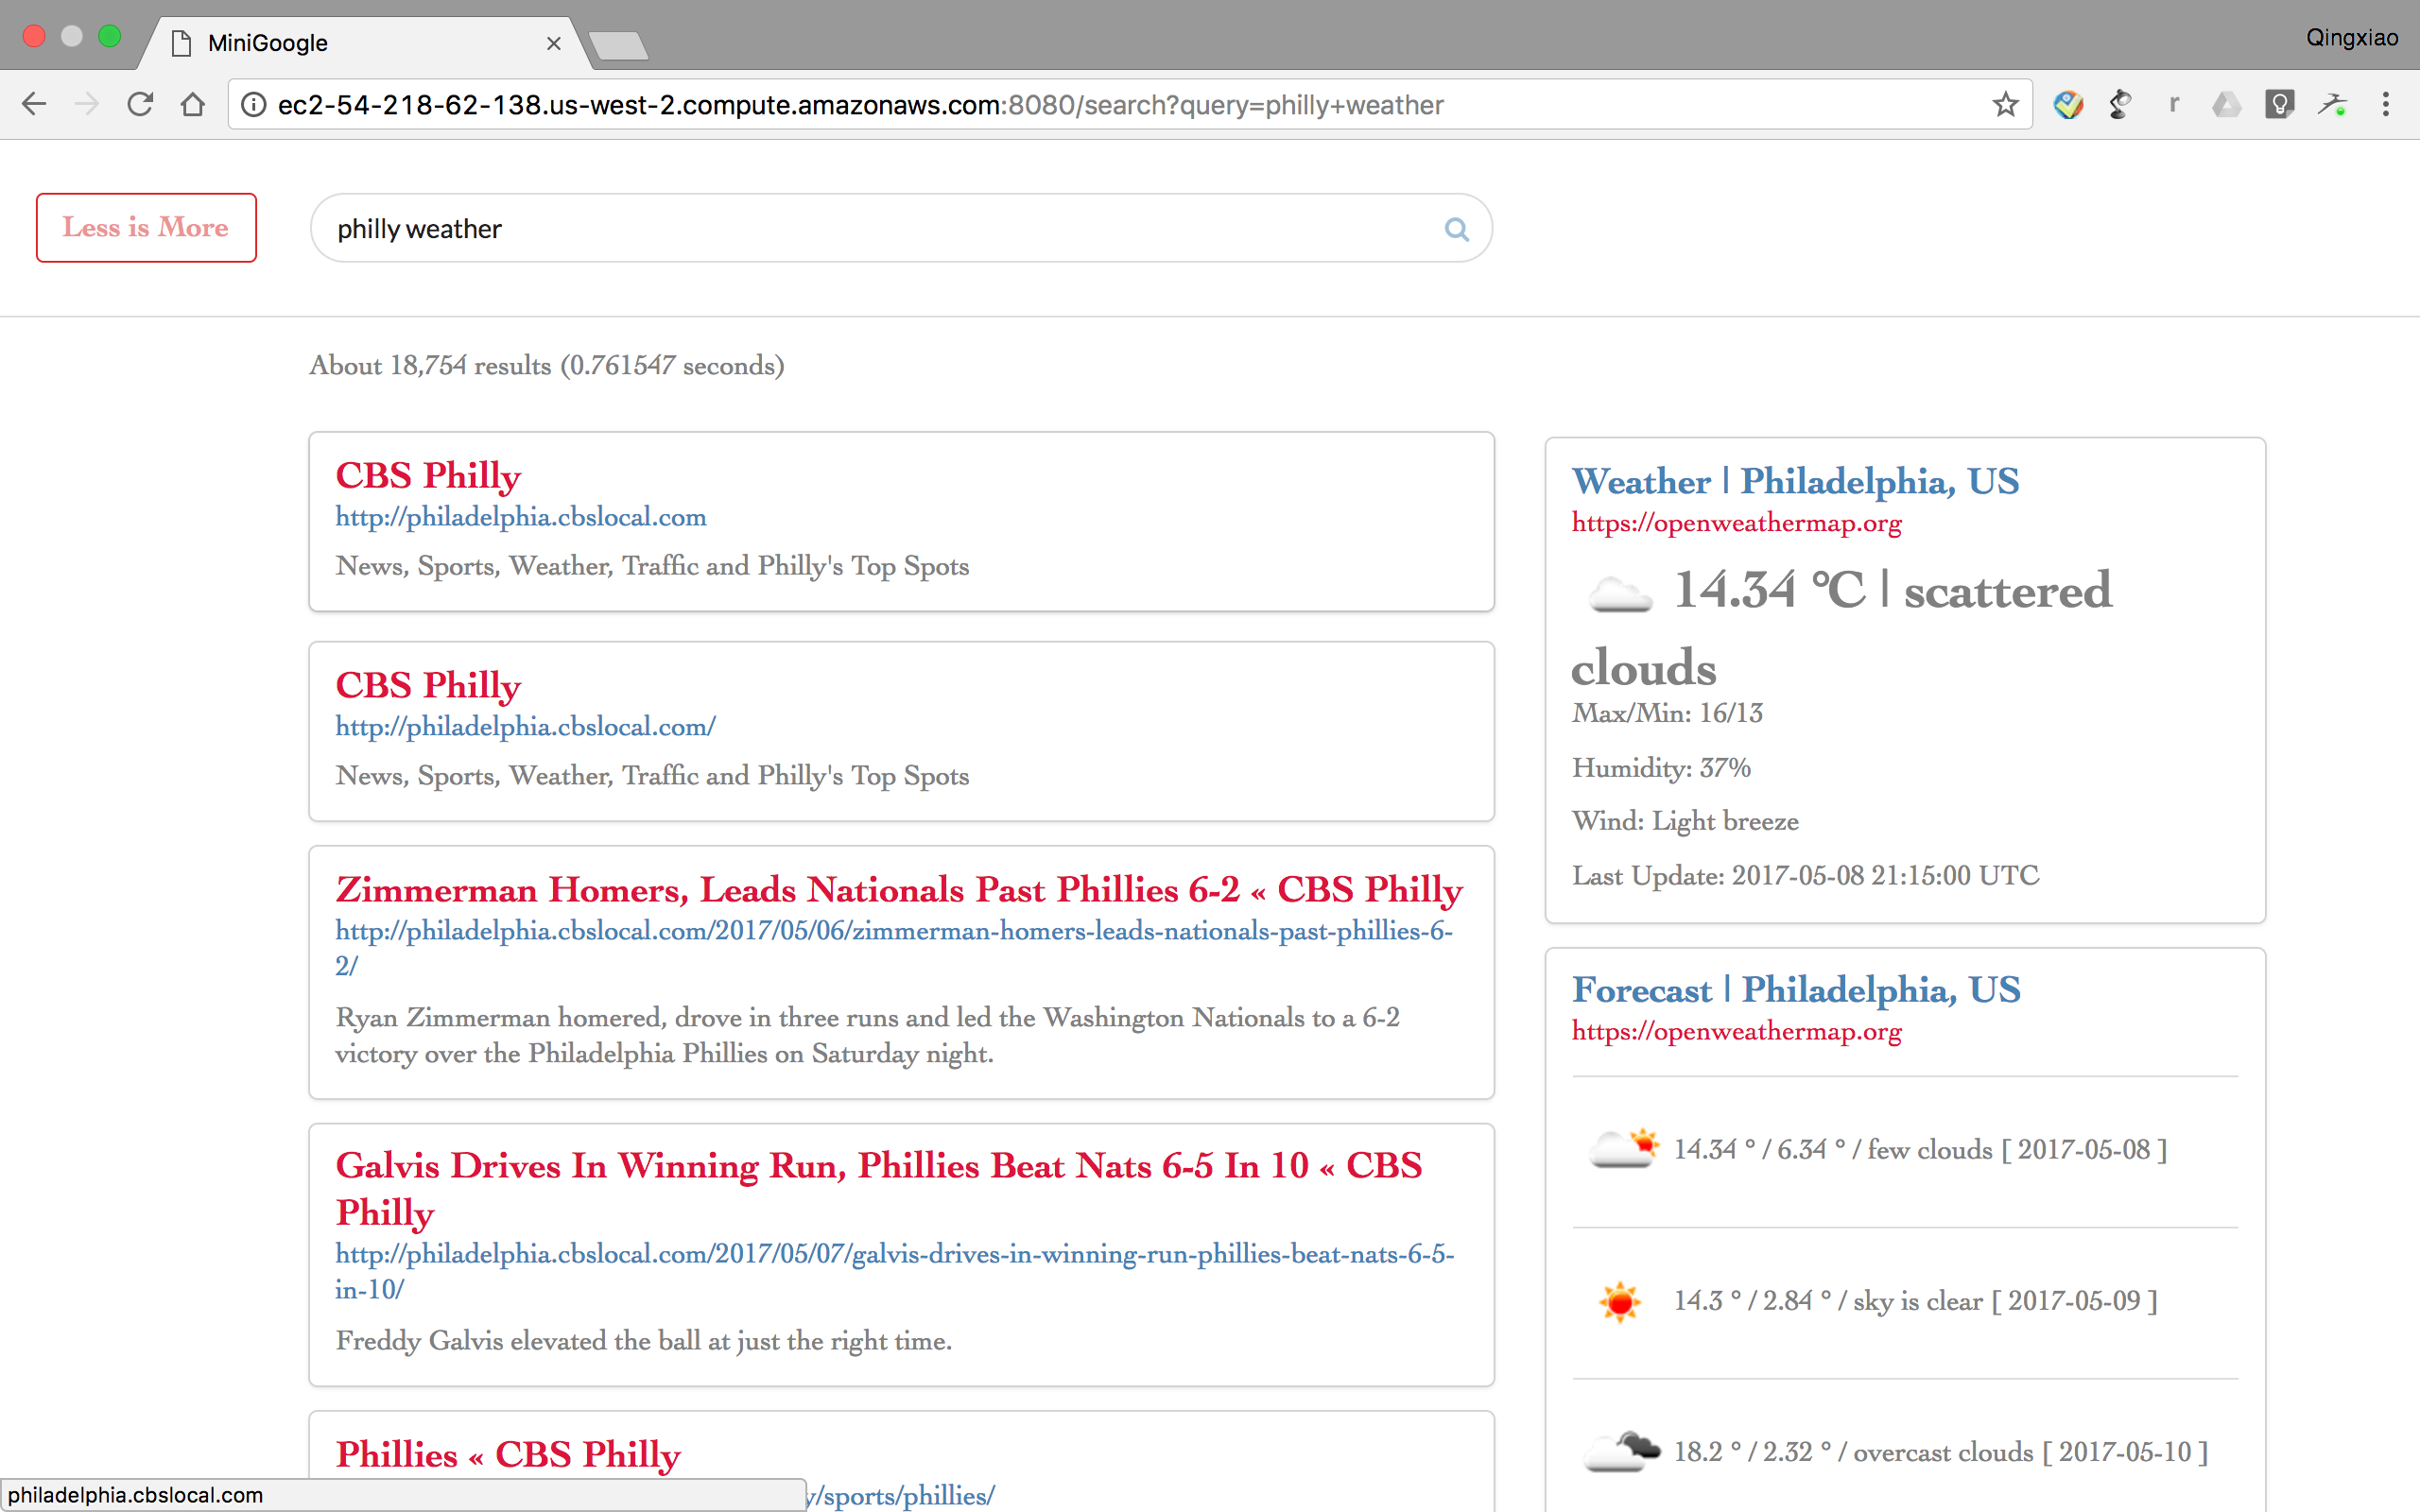 MiniGoogle
Qingxiao
ec2-54-218-62-138.us-west-2.compute.amazonaws.com:8080/search?query=philly+weather
r
Less is More
philly weather
About 18,754 results (0.761547 seconds)
CBS Philly
http://philadelphia.cbslocal.com
News, Sports, Weather, Traffic and Philly's Top Spots
CBS Philly
http://philadelphia.cbslocal.com/
News, Sports, Weather, Traffic and Philly's Top Spots
Zimmerman Homers, Leads Nationals Past Phillies 6-2 « CBS Philly
http://philadelphia.cbslocal.com/2017/05/06/zimmerman-homers-leads-nationals-past-phillies-6-
2/
Ryan Zimmerman homered, drove in three runs and led the Washington Nationals to a 6-2
victory over the Philadelphia Phillies on Saturday night.
Galvis Drives In Winning Run, Phillies Beat Nats 6-5 In 10 « CBS
Philly
http://philadelphia.cbslocal.com/2017/05/07/galvis-drives-in-winning-run-phillies-beat-nats-6-5-
in-10/
Freddy Galvis elevated the ball at just the right time.
Phillies « CBS Philly
y/sports/phillies/
philadelphia.cbslocal.com
Weather | Philadelphia, US
https://openweathermap.org
14.34 °C | scattered
clouds
Max/Min: 16/13
Humidity: 37%
Wind: Light breeze
Last Update: 2017-05-08 21:15:00 UTC
Forecast | Philadelphia, US
https://openweathermap.org
14.34 ° / 6.34 ° / few clouds [ 2017-05-08 ]
14.3 ° / 2.84 ° / sky is clear [ 2017-05-09 ]
18.2 ° / 2.32 ° / overcast clouds [ 2017-05-10 ]